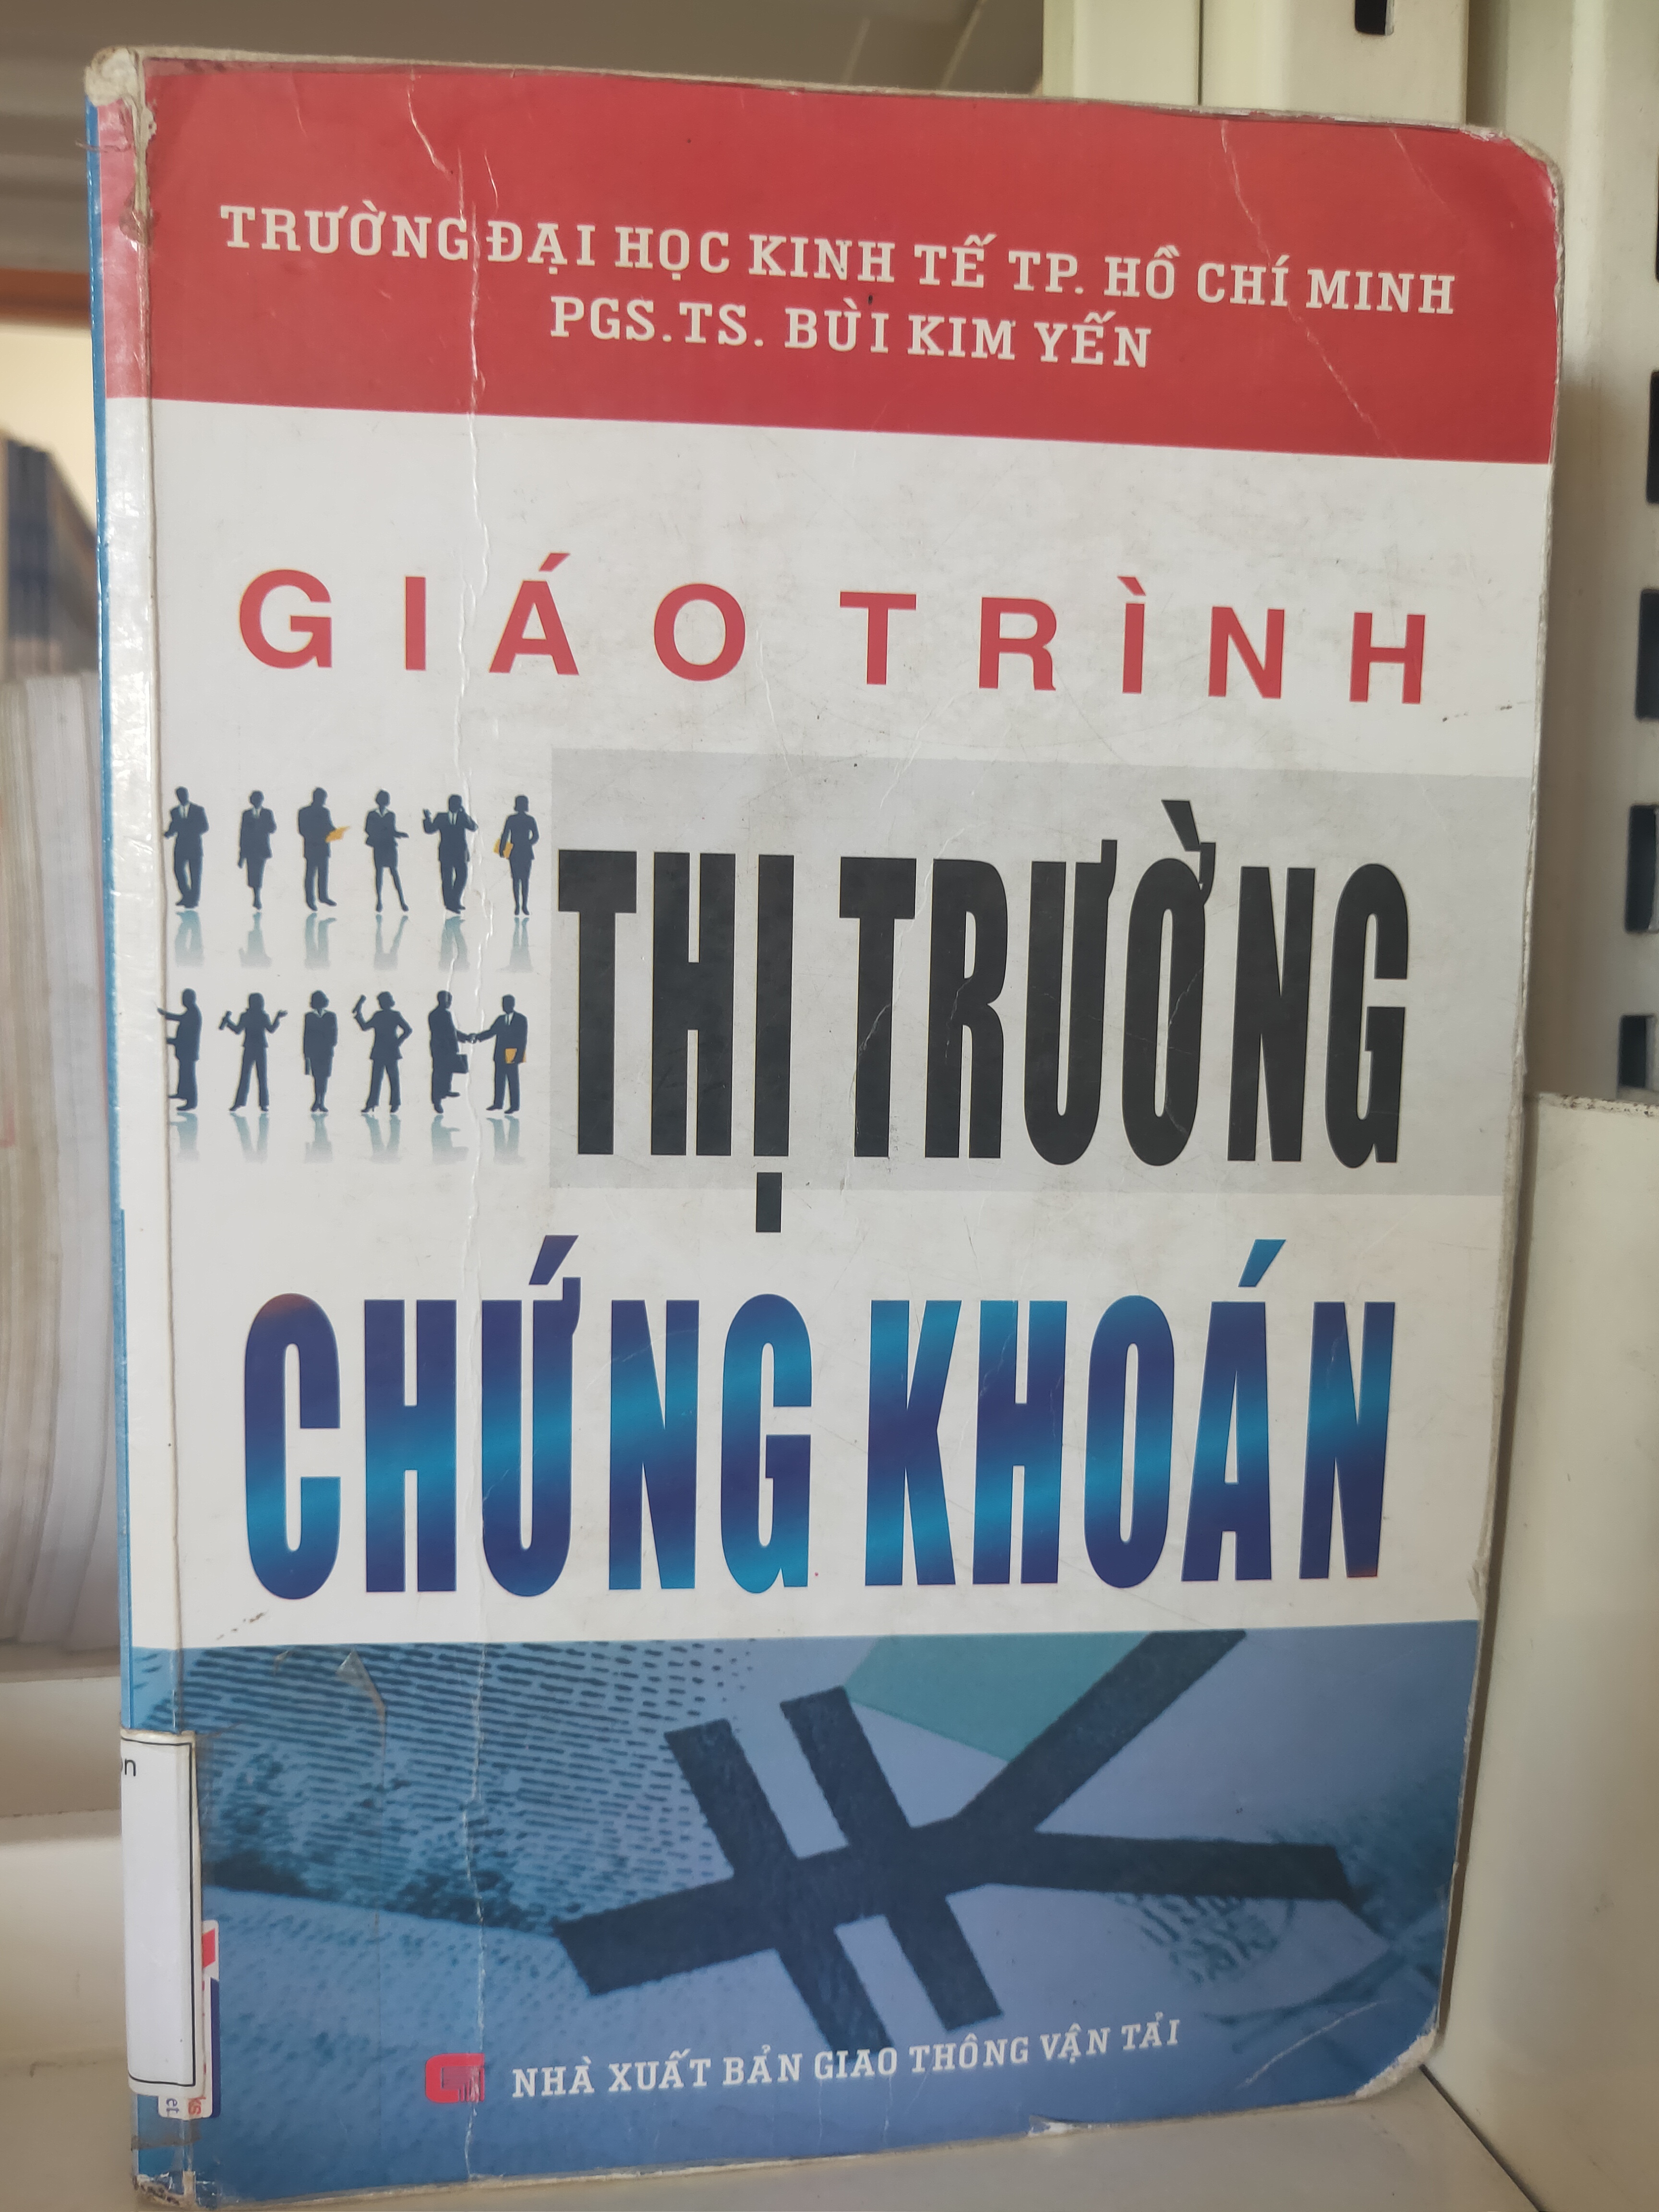 TRƯỜNG ĐẠI HỌC KINH TẾ TP. HỒ CHÍ MINH
PGS.TS. BÙI KIM YẾN
GIÁO TRÌNH
THỊ TRƯỜNG
CHỨNG KHOÁN
NHÀ XUẤT BẢN GIAO THÔNG VẬN TẢI